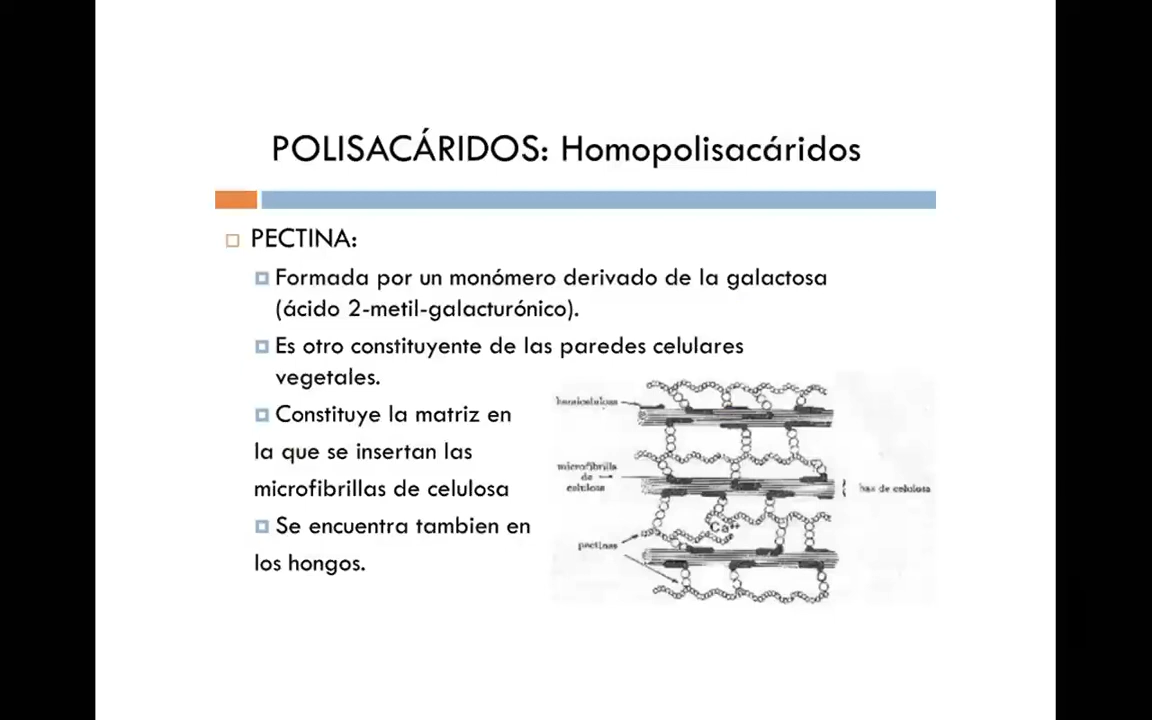 POLISACÁRIDOS: Homopolisacáridos
PECTINA:
Formada por un monómero derivado de la galactosa
(ácido 2-metil-galacturónico).
Es otro constituyente de las paredes celulares
vegetales.
Constituye la matriz en
la que se insertan las
microfibrillas de celulosa
Se encuentra tambien en
los hongos.
hemicelulosa
microfibrilla
de
celulosa
haz de celulosa
Ca++
pectinas